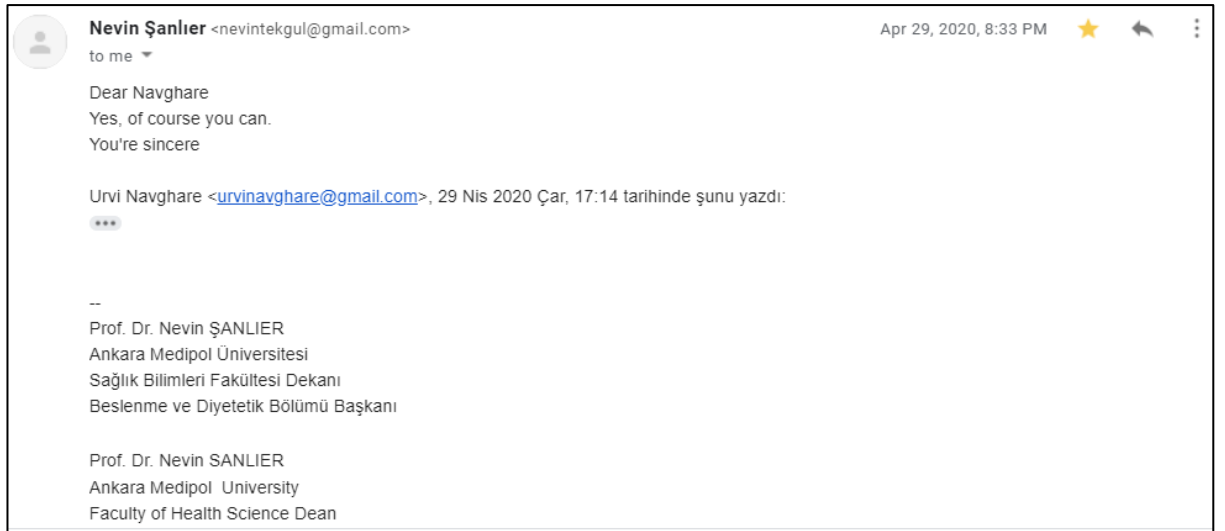 Nevin Şanlıer <nevintekgul@gmail.com> Apr 29, 2020, 8:33 PM
to me
Dear Navghare
Yes, of course you can.
You're sincere
Urvi Navghare <urvinavghare@gmail.com>, 29 Nis 2020 Çar, 17:14 tarihinde şunu yazdı:
--
Prof. Dr. Nevin ŞANLIER
Ankara Medipol Üniversitesi
Sağlık Bilimleri Fakültesi Dekanı
Beslenme ve Diyetetik Bölümü Başkanı
Prof. Dr. Nevin SANLIER
Ankara Medipol  University
Faculty of Health Science Dean